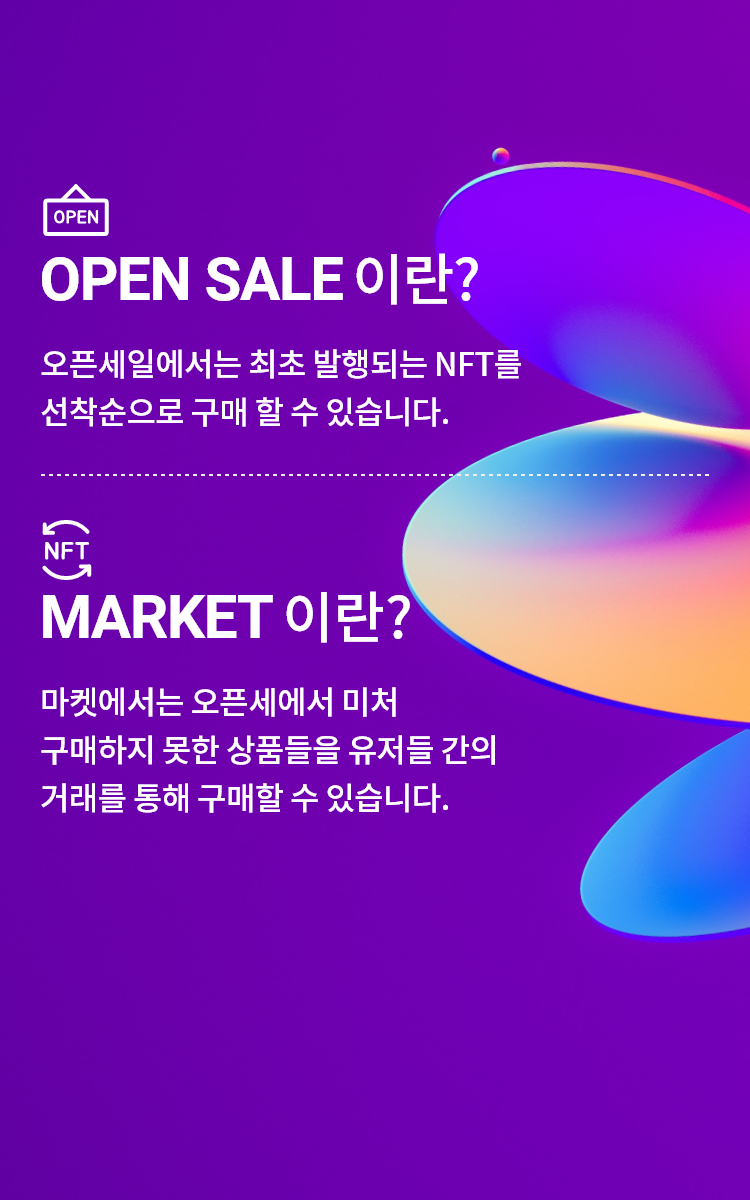 OPEN
OPEN SALE 이란?
오픈세일에서는 최초 발행되는 NFT를
선착순으로 구매 할 수 있습니다.
NFT
MARKET 이란?
마켓에서는 오픈세에서 미처
구매하지 못한 상품들을 유저들 간의
거래를 통해 구매할 수 있습니다.